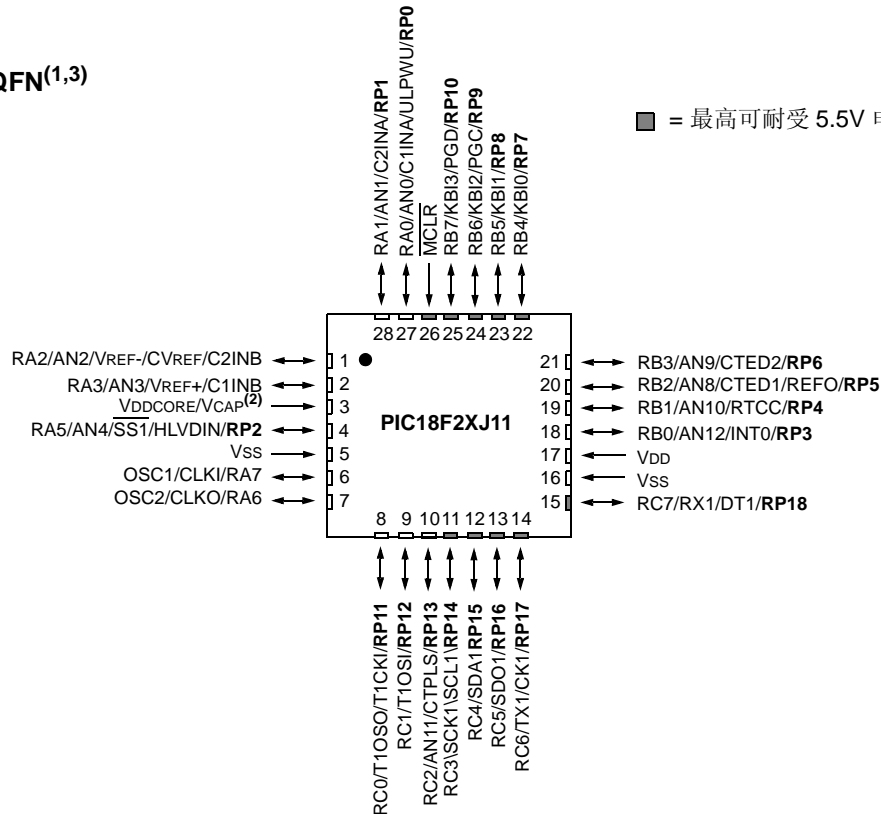 QFN(1,3)
= 最高可耐受 5.5V
RA1/AN1/C2INA/RP1
RA0/AN0/C1INA/ULPWU/RP0
MCLR
RB7/KBI3/PGD/RP10
RB6/KBI2/PGC/RP9
RB5/KBI1/RP8
RB4/KBI0/RP7
28 27 26 25 24 23 22
RA2/AN2/VREF-/CVREF/C2INB 1
RA3/AN3/VREF+/C1INB 2
VDDCORE/VCAP(2) 3
RA5/AN4/SS1/HLVDIN/RP2 4
VSS 5
OSC1/CLKI/RA7 6
OSC2/CLKO/RA6 7
PIC18F2XJ11
21 RB3/AN9/CTED2/RP6
20 RB2/AN8/CTED1/REFO/RP5
19 RB1/AN10/RTCC/RP4
18 RB0/AN12/INT0/RP3
17 VDD
16 VSS
15 RC7/RX1/DT1/RP18
8 9 10 11 12 13 14
RC0/T1OSO/T1CKI/RP11
RC1/T1OSI/RP12
RC2/AN11/CTPLS/RP13
RC3\SCK1\SCL1\RP14
RC4/SDA1RP15
RC5/SDO1/RP16
RC6/TX1/CK1/RP17